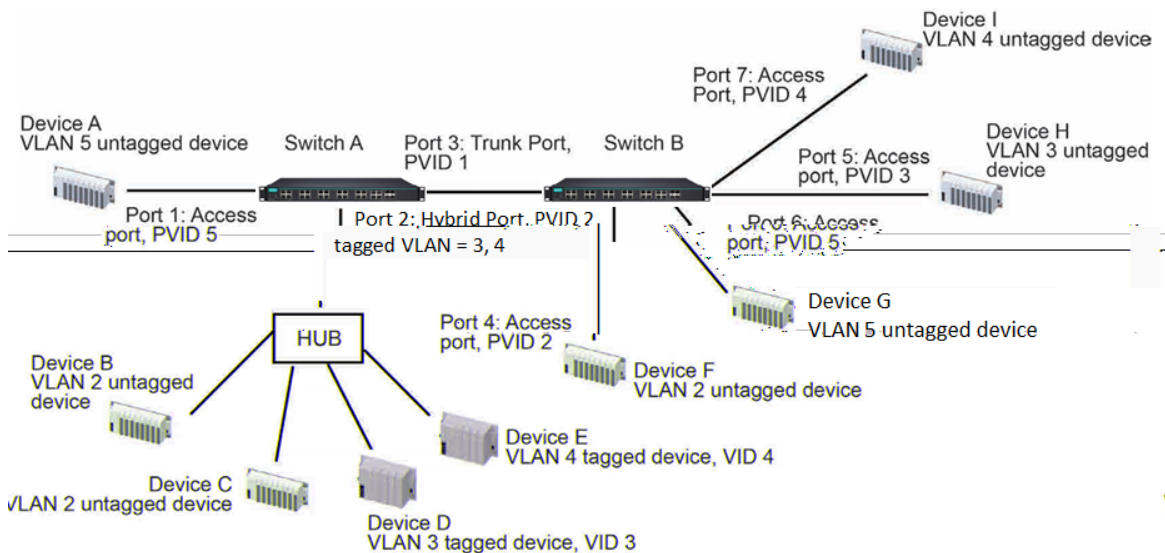 Device I
VLAN 4 untagged device
Port 7: Access
Port, PVID 4
Device A
VLAN 5 untagged device
Switch A
Port 3: Trunk Port,
PVID 1
Switch B
Device H
VLAN 3 untagged
device
Port 5: Access
port, PVID 3
Port 1: Access
port, PVID 5
Port 2: Hybrid Port, PVID 2
tagged VLAN = 3, 4
Port 6: Access
port, PVID 5
Device G
VLAN 5 untagged device
HUB
Port 4: Access
port, PVID 2
Device B
VLAN 2 untagged
device
Device F
VLAN 2 untagged device
Device E
VLAN 4 tagged device, VID 4
Device C
VLAN 2 untagged device
Device D
VLAN 3 tagged device, VID 3